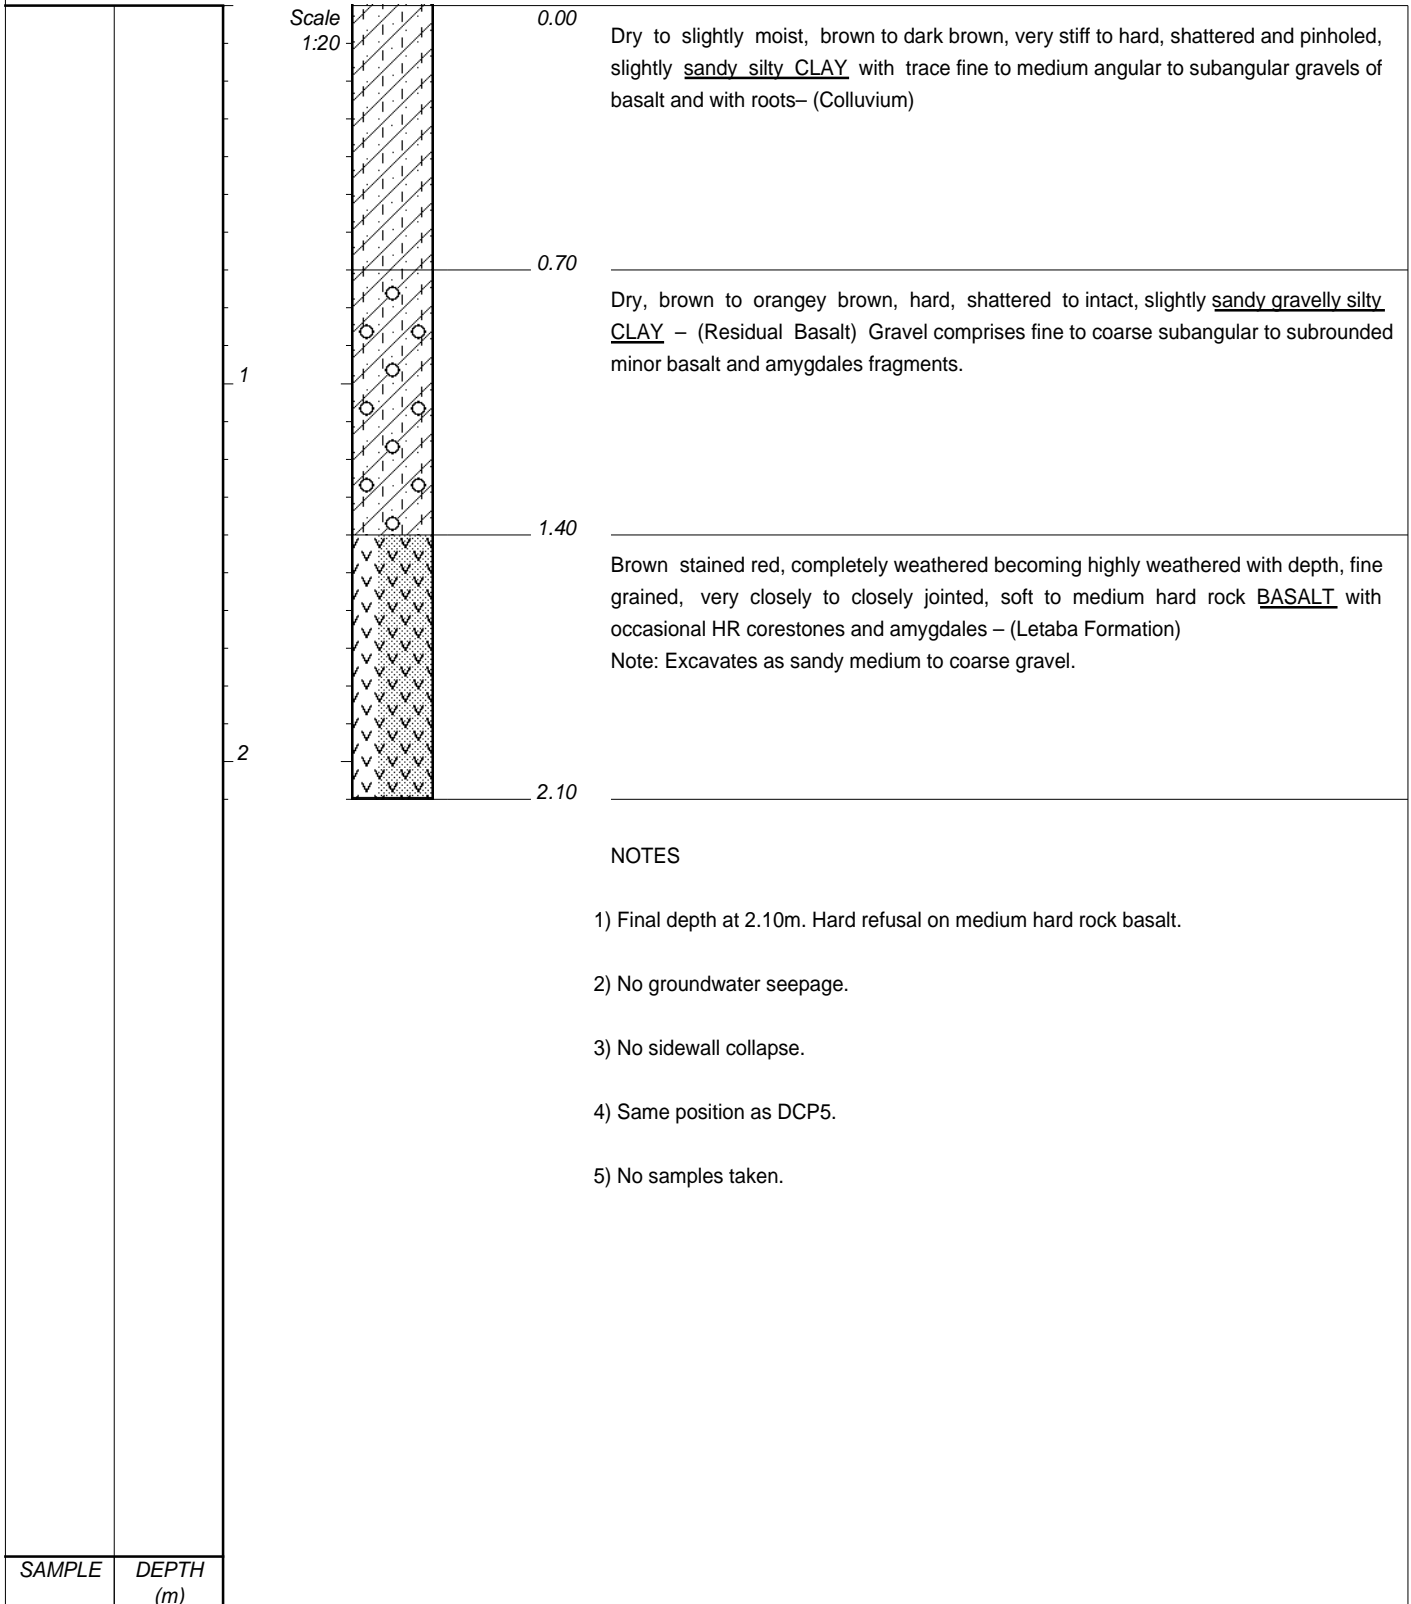 Scale
1:20
0.00
Dry to slightly moist, brown to dark brown, very stiff to hard, shattered and pinholed,
slightly sandy silty CLAY with trace fine to medium angular to subangular gravels of
basalt and with roots– (Colluvium)
0.70
Dry, brown to orangey brown, hard, shattered to intact, slightly sandy gravelly silty
CLAY – (Residual Basalt) Gravel comprises fine to coarse subangular to subrounded
minor basalt and amygdales fragments.
1
1.40
Brown stained red, completely weathered becoming highly weathered with depth, fine
grained, very closely to closely jointed, soft to medium hard rock BASALT with
occasional HR corestones and amygdales – (Letaba Formation)
Note: Excavates as sandy medium to coarse gravel.
2
2.10
NOTES
1) Final depth at 2.10m. Hard refusal on medium hard rock basalt.
2) No groundwater seepage.
3) No sidewall collapse.
4) Same position as DCP5.
5) No samples taken.
SAMPLE DEPTH
(m)